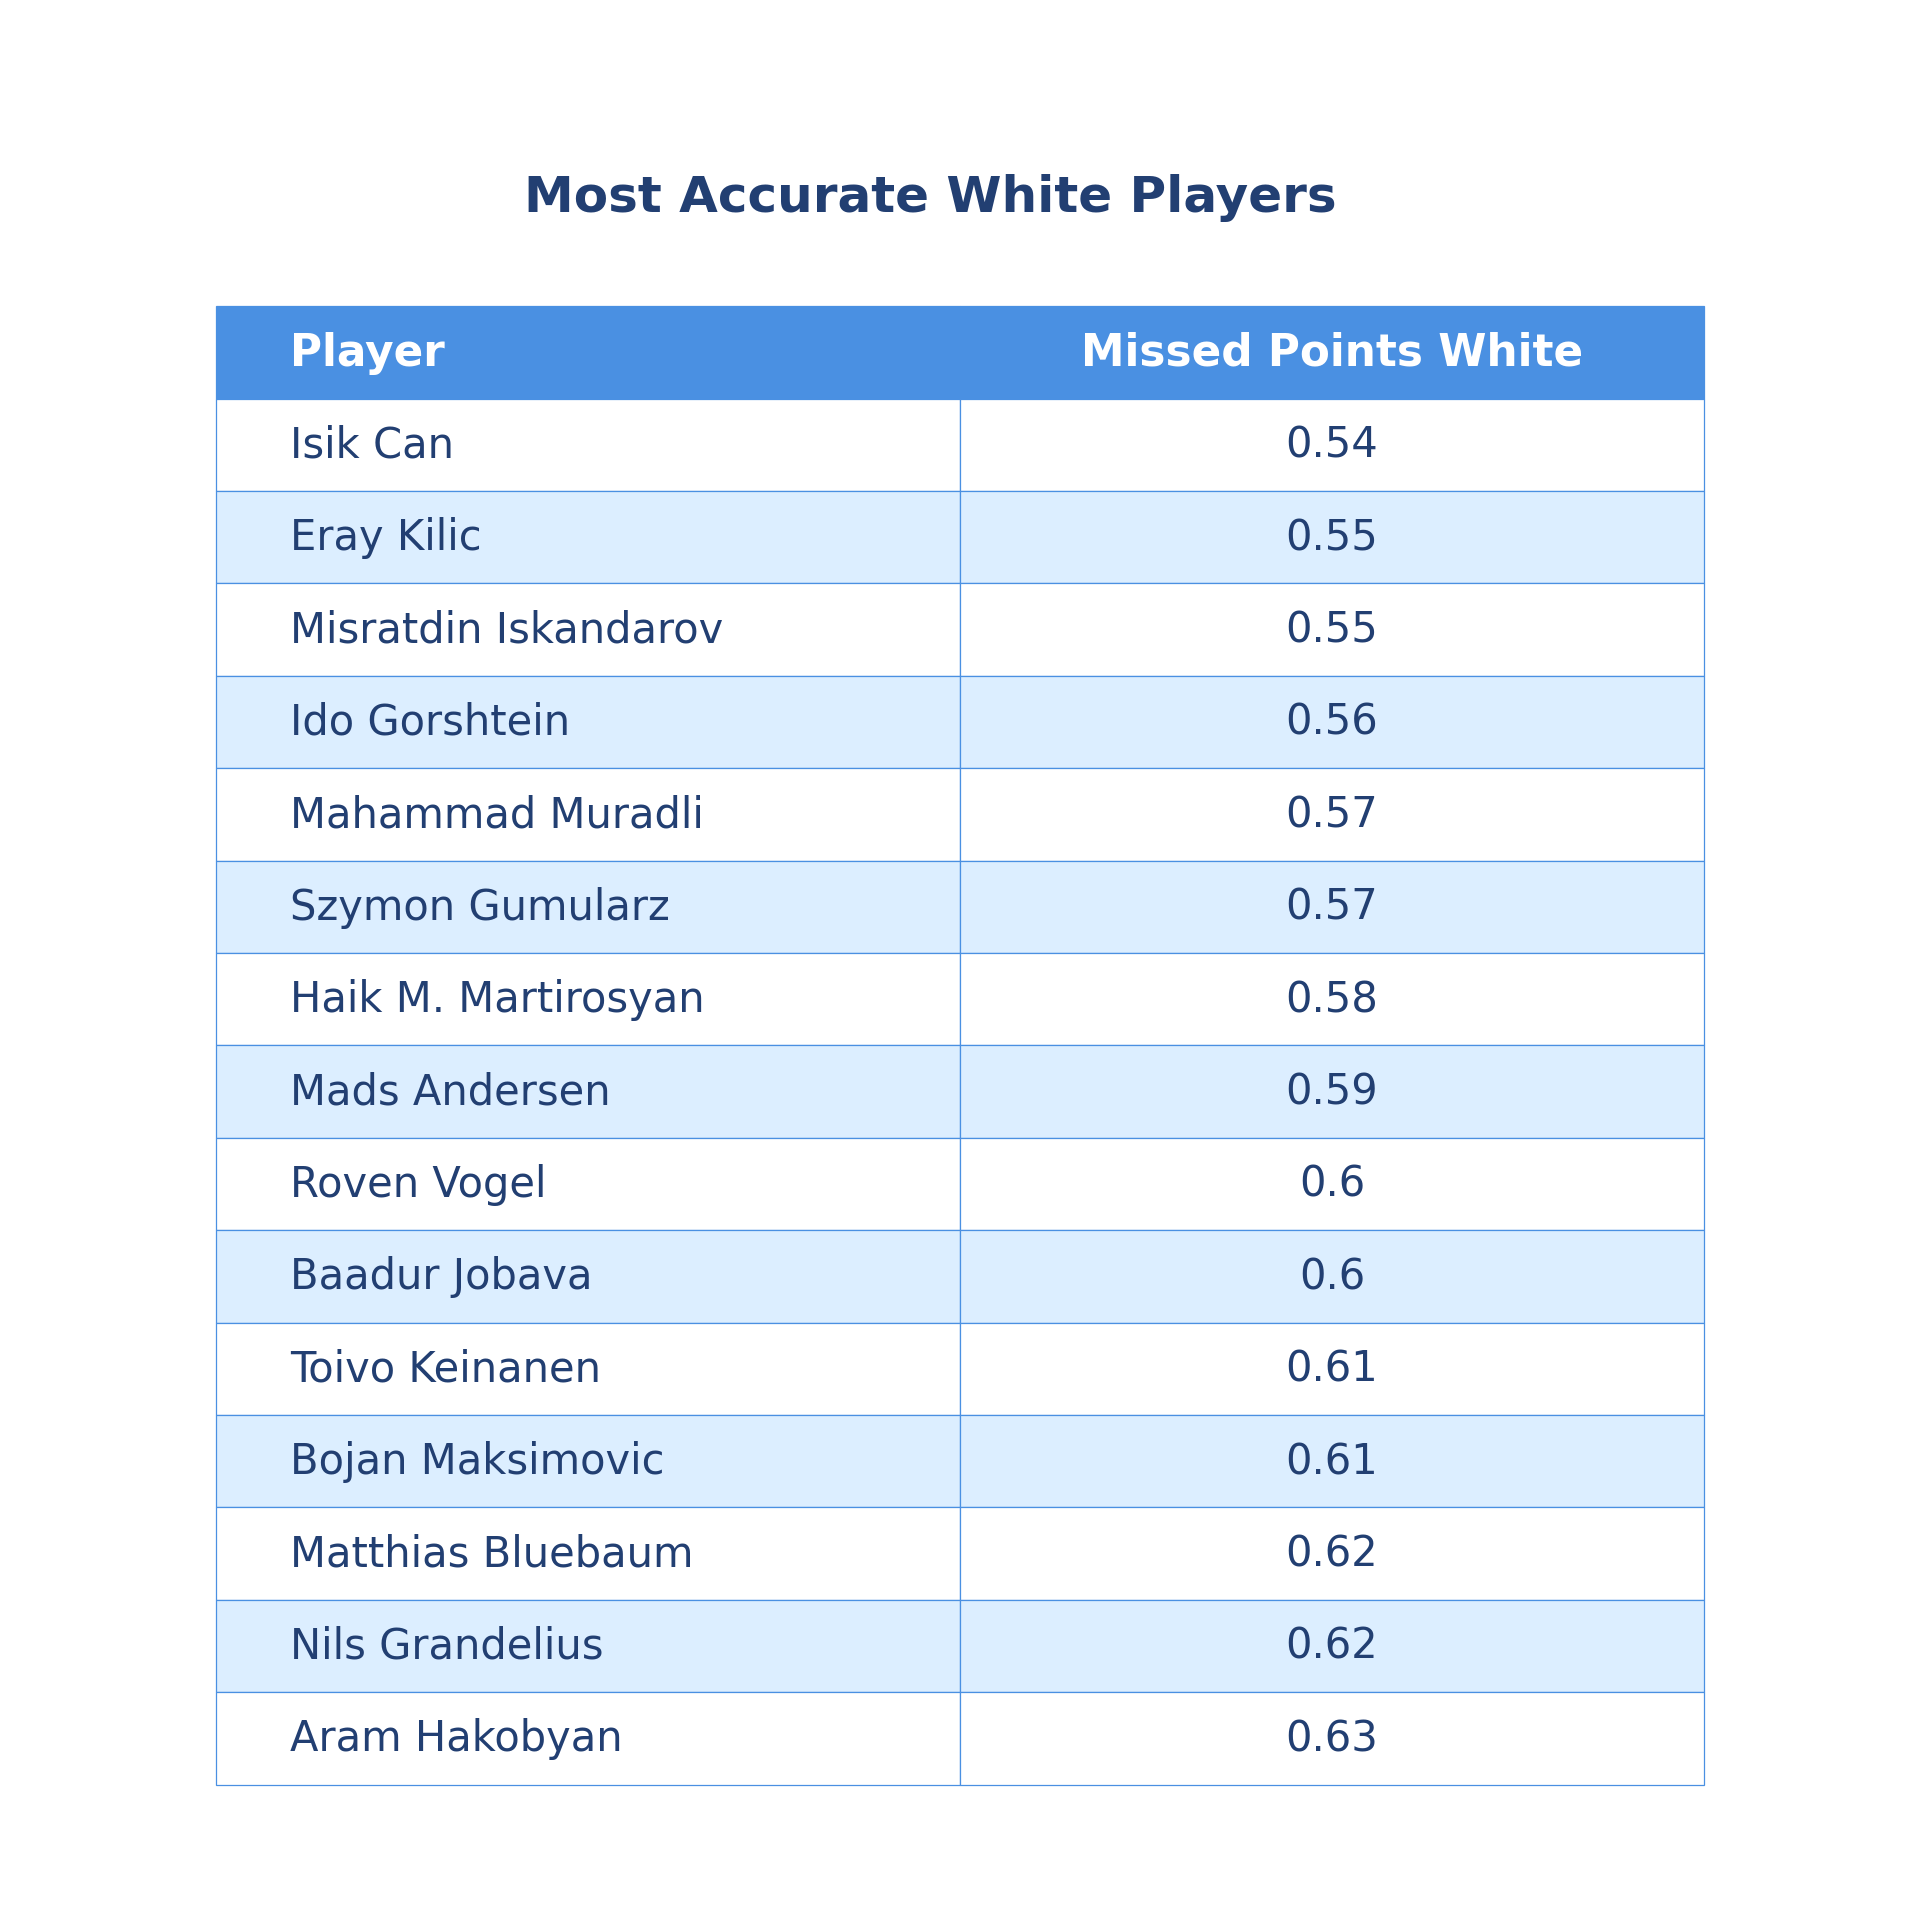 Most Accurate White Players
Player Missed Points White
Isik Can 0.54
Eray Kilic 0.55
Misratdin Iskandarov 0.55
Ido Gorshtein 0.56
Mahammad Muradli 0.57
Szymon Gumularz 0.57
Haik M. Martirosyan 0.58
Mads Andersen 0.59
Roven Vogel 0.6
Baadur Jobava 0.6
Toivo Keinanen 0.61
Bojan Maksimovic 0.61
Matthias Bluebaum 0.62
Nils Grandelius 0.62
Aram Hakobyan 0.63